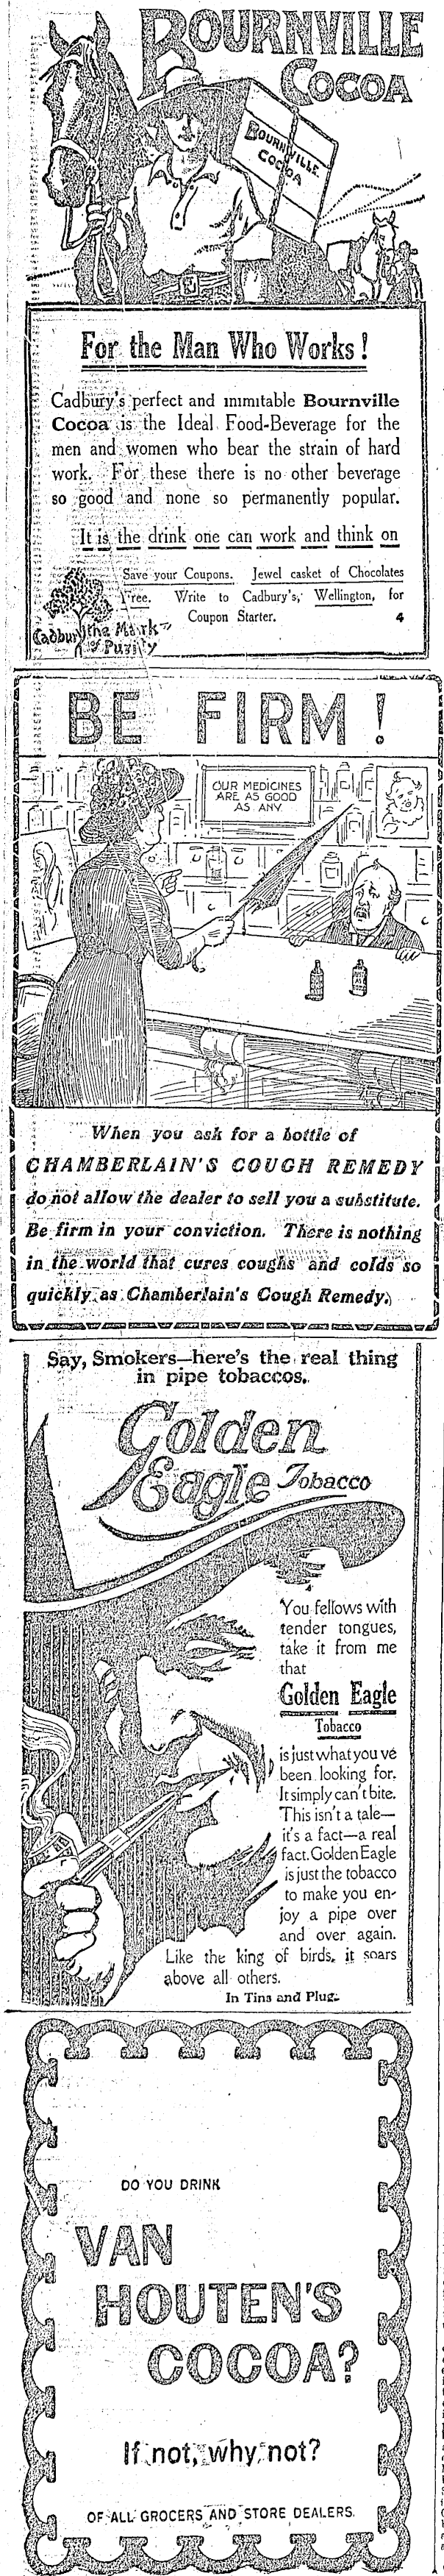 BOURNVILLE
COCOA
BOURNVILLE
COCOA
For the Man Who Works!
Cadbury's perfect and inimitable Bournville
Cocoa is the Ideal Food-Beverage for the
men and women who bear the strain of hard
work. For these there is no other beverage
so good and none so permanently popular.
It is the drink one can work and think on
Save your Coupons. Jewel casket of Chocolates
Free. Write to Cadbury's, Wellington, for
Coupon Starter. 4
Cadbury the Mark
of Purity
BE FIRM!
OUR MEDICINES
ARE AS GOOD
AS ANY
When you ask for a bottle of
CHAMBERLAIN'S COUGH REMEDY
do not allow the dealer to sell you a substitute.
Be firm in your conviction. There is nothing
in the world that cures coughs and colds so
quickly as Chamberlain's Cough Remedy.
Say, Smokers—here's the real thing
in pipe tobaccos.
Golden
Eagle Tobacco
You fellows with
tender tongues,
take it from me
that
Golden Eagle
Tobacco
is just what you've
been looking for.
It simply can't bite.
This isn't a tale—
it's a fact—a real
fact. Golden Eagle
is just the tobacco
to make you en-
joy a pipe over
and over again.
Like the king of birds, it soars
above all others.
In Tins and Plug.
DO YOU DRINK
VAN
HOUTEN'S
COCOA?
If not, why not?
OF ALL GROCERS AND STORE DEALERS.